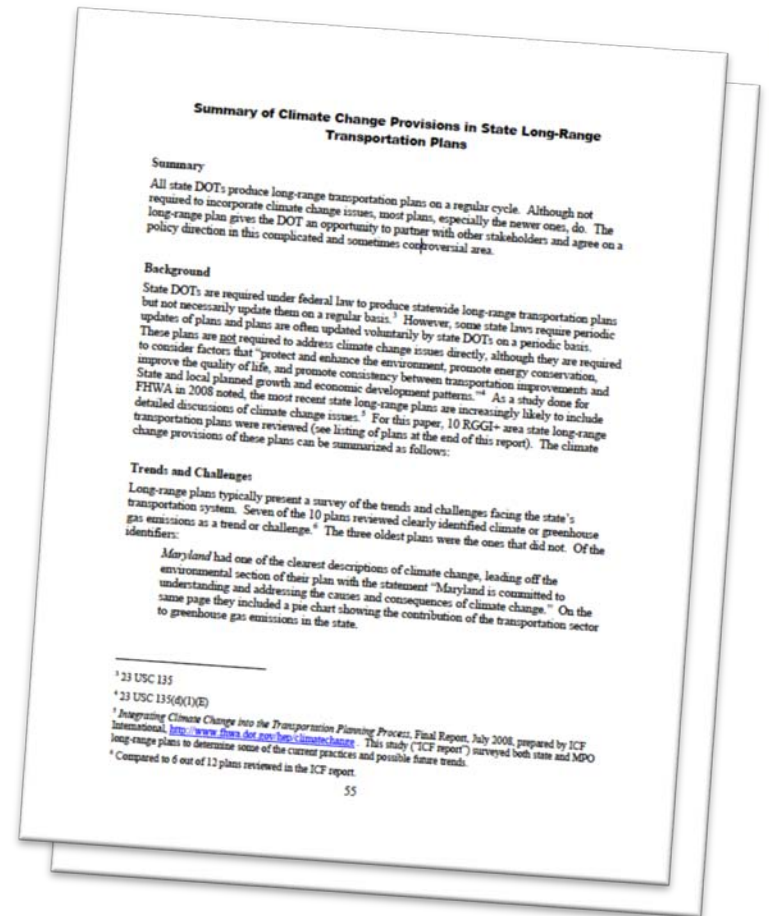 Summary of Climate Change Provisions in State Long-Range
Transportation Plans
Summary
All state DOTs produce long-range transportation plans on a regular cycle. Although not
required to incorporate climate change issues, most plans, especially the newer ones, do. The
long-range plan gives the DOT an opportunity to partner with other stakeholders and agree on a
policy direction in this complicated and sometimes controversial area.
Background
State DOTs are required under federal law to produce statewide long-range transportation plans
but not necessarily update them on a regular basis.³ However, some state laws require periodic
updates of plans and plans are often updated voluntarily by state DOTs on a periodic basis.
These plans are not required to address climate change issues directly, although they are required
to consider factors that "protect and enhance the environment, promote energy conservation,
improve the quality of life, and promote consistency between transportation improvements and
State and local planned growth and economic development patterns."⁴ As a study done for
FHWA in 2008 noted, the most recent state long-range plans are increasingly likely to include
detailed discussions of climate change issues.⁵ For this paper, 10 RGGI+ area state long-range
transportation plans were reviewed (see listing of plans at the end of this report). The climate
change provisions of these plans can be summarized as follows:
Trends and Challenges
Long-range plans typically present a survey of the trends and challenges facing the state's
transportation system. Seven of the 10 plans reviewed clearly identified climate or greenhouse
gas emissions as a trend or challenge.⁶ The three oldest plans were the ones that did not. Of the
identifiers:
Maryland had one of the clearest descriptions of climate change, leading off the
environmental section of their plan with the statement "Maryland is committed to
understanding and addressing the causes and consequences of climate change." On the
same page they included a pie chart showing the contribution of the transportation sector
to greenhouse gas emissions in the state.
³ 23 USC 135
⁴ 23 USC 135(d)(1)(E)
⁵ Integrating Climate Change into the Transportation Planning Process, Final Report, July 2008, prepared by ICF
International, http://www.fhwa.dot.gov/hep/climatechange . This study ("ICF report") surveyed both state and MPO
long-range plans to determine some of the current practices and possible future trends.
⁶ Compared to 6 out of 12 plans reviewed in the ICF report.
55